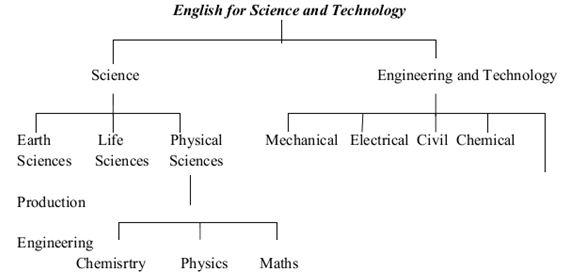 English for Science and Technology
Science Engineering and Technology
Earth Life Physical Mechanical Electrical Civil Chemical
Sciences Sciences Sciences
Production
Engineering
Chemisrtry Physics Maths